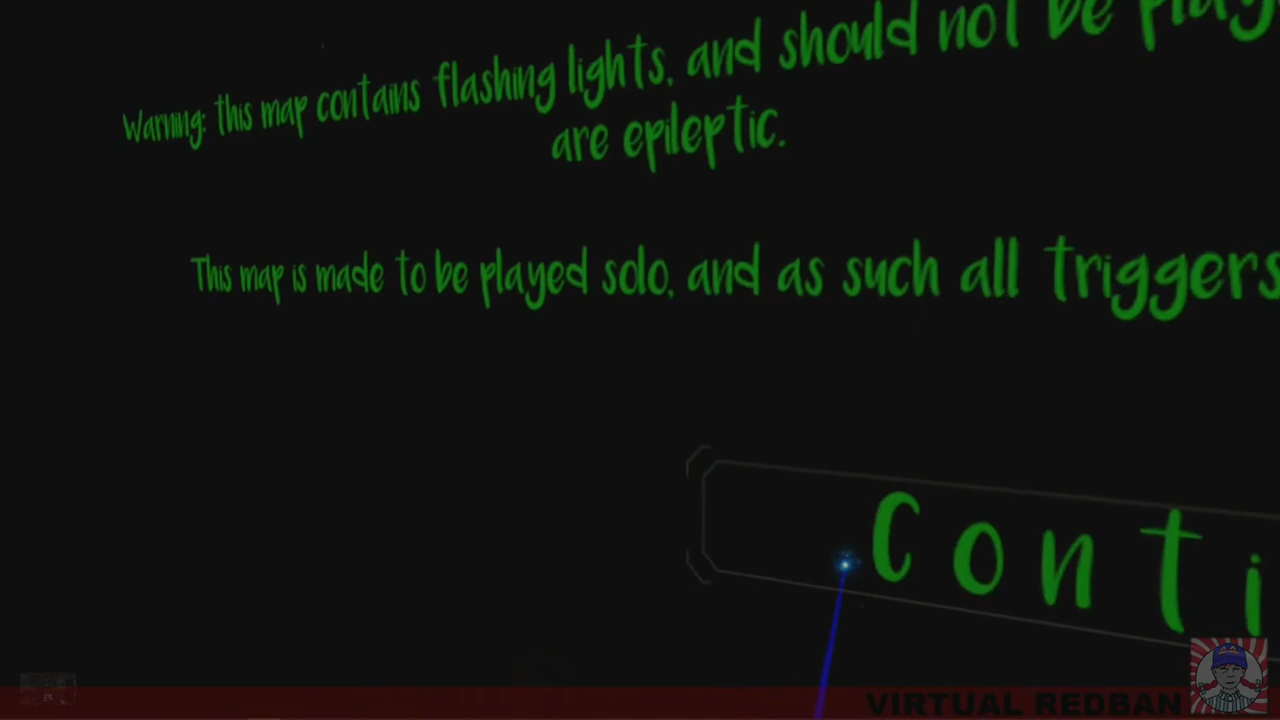 Warning: this map contains flashing lights, and should not be play
are epileptic.
This map is made to be played solo, and as such all triggers
Conti
VIRTUAL REDBAN